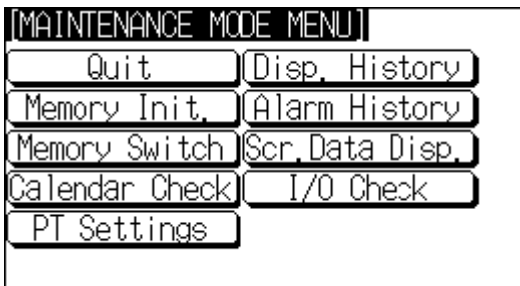 [MAINTENANCE MODE MENU]
Quit
Disp. History
Memory Init.
Alarm History
Memory Switch
Scr.Data Disp.
Calendar Check
I/O Check
PT Settings